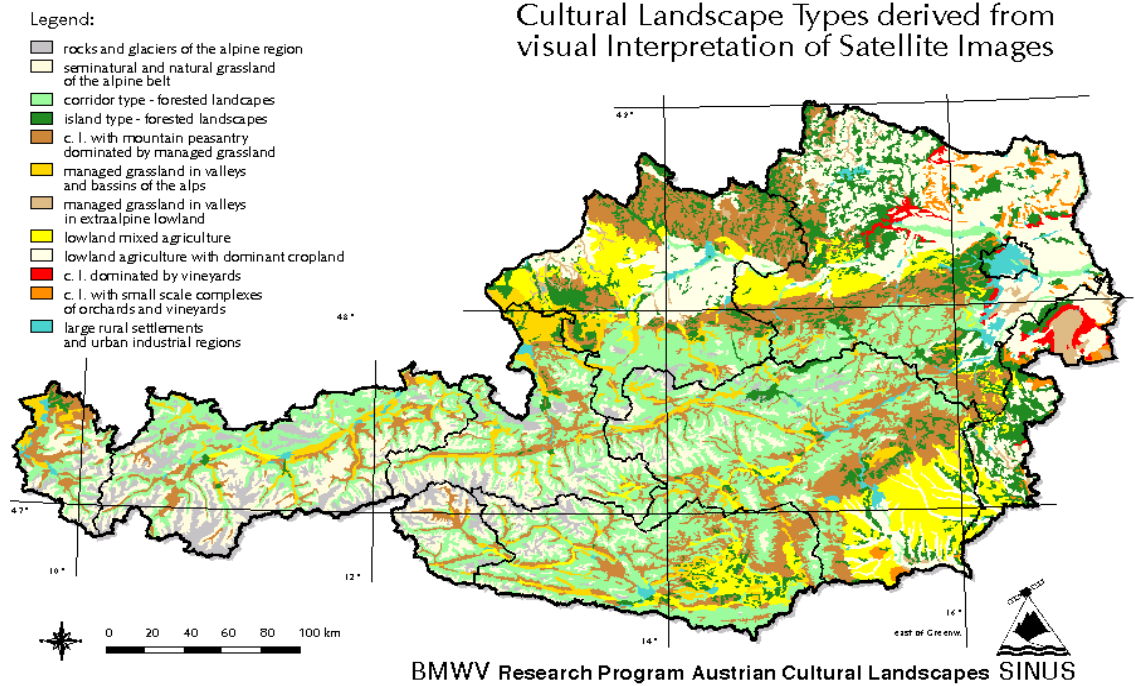 Legend:
Cultural Landscape Types derived from
visual Interpretation of Satellite Images
rocks and glaciers of the alpine region
seminatural and natural grassland
of the alpine belt
corridor type - forested landcapes
island type - forested landscapes
c. l. with mountain peasantry
dominated by managed grassland
managed grassland in valleys
and bassins of the alps
managed grassland in valleys
in extraalpine lowland
lowland mixed agriculture
lowland agriculture with dominant cropland
c. l. dominated by vineyards
c. l. with small scale complexes
of orchards and vineyards
large rural settlements
and urban industrial regions
49°
48°
47°
10°
12°
14°
16°
east of Greenw.
0 20 40 60 80 100 km
BMWV Research Program Austrian Cultural Landscapes SINUS